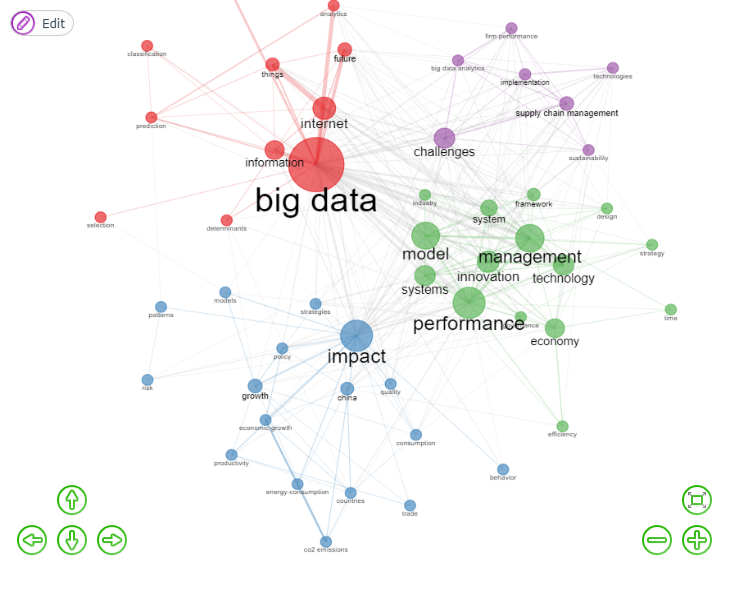 analytics
Edit
firm performance
classification
future
big data analytics
things
technologies
implementation
supply chain management
prediction
internet
challenges
information
sustainability
big data
industry
framework
system
design
selection
determinants
model
management
strategy
innovation
technology
systems
models
strategies
patterns
performance
time
economy
impact
policy
risk
growth
china
quality
economic growth
efficiency
consumption
productivity
behavior
energy consumption
countries
trade
co2 emissions